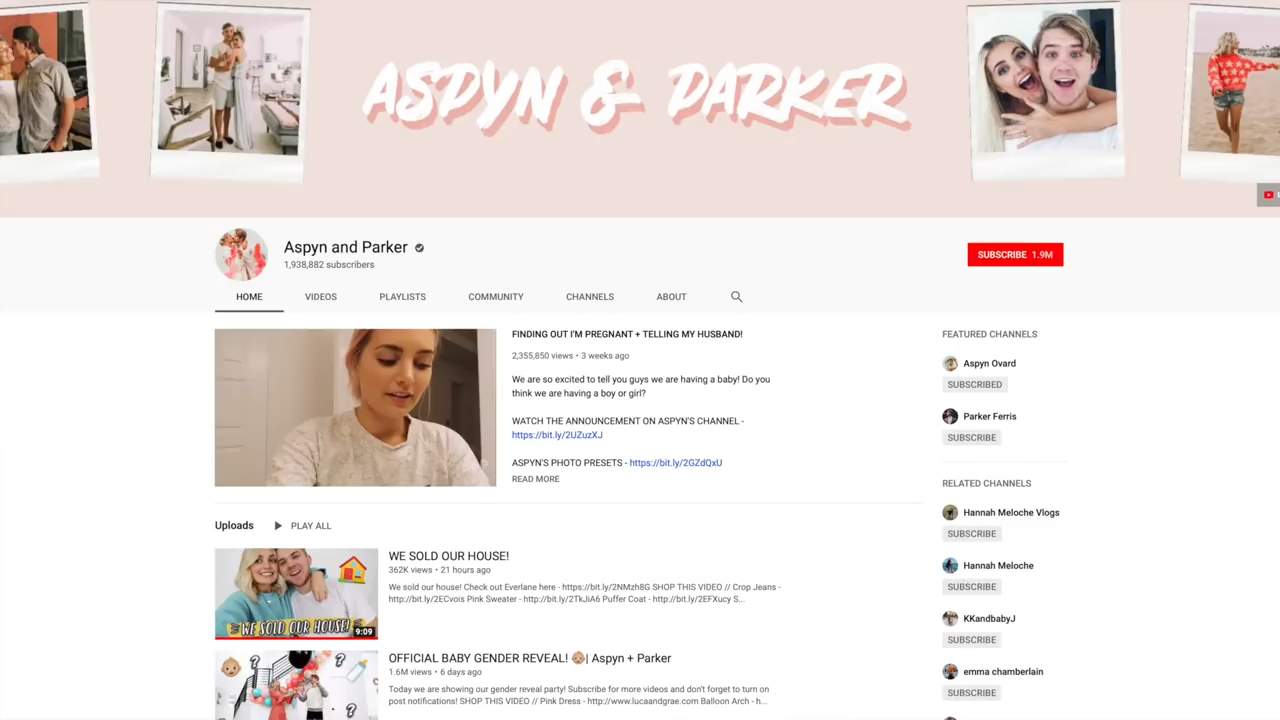 ASPYN & PARKER
Aspyn and Parker
1,938,882 subscribers
SUBSCRIBE 1.9M
HOME VIDEOS PLAYLISTS COMMUNITY CHANNELS ABOUT
FINDING OUT I'M PREGNANT + TELLING MY HUSBAND!
2,355,850 views • 3 weeks ago
We are so excited to tell you guys we are having a baby! Do you
think we are having a boy or girl?
WATCH THE ANNOUNCEMENT ON ASPYN'S CHANNEL -
https://bit.ly/2UZuzXJ
ASPYN'S PHOTO PRESETS - https://bit.ly/2GZdQxU
READ MORE
FEATURED CHANNELS
Aspyn Ovard
SUBSCRIBED
Parker Ferris
SUBSCRIBE
RELATED CHANNELS
Hannah Meloche Vlogs
SUBSCRIBE
Hannah Meloche
SUBSCRIBE
KKandbabyJ
SUBSCRIBE
emma chamberlain
SUBSCRIBE
Uploads PLAY ALL
WE SOLD OUR HOUSE!
9:09
WE SOLD OUR HOUSE!
362K views • 21 hours ago
We sold our house! Check out Everlane here - https://bit.ly/2NMzh8G SHOP THIS VIDEO // Crop Jeans -
http://bit.ly/2ECvois Pink Sweater - http://bit.ly/2TkJiA6 Puffer Coat - http://bit.ly/2EFXucy S...
OFFICIAL BABY GENDER REVEAL! 👶🏼| Aspyn + Parker
1.6M views • 6 days ago
Today we are showing our gender reveal party! Subscribe for more videos and don't forget to turn on
post notifications! SHOP THIS VIDEO // Pink Dress - http://www.lucaandgrae.com Balloon Arch - h...